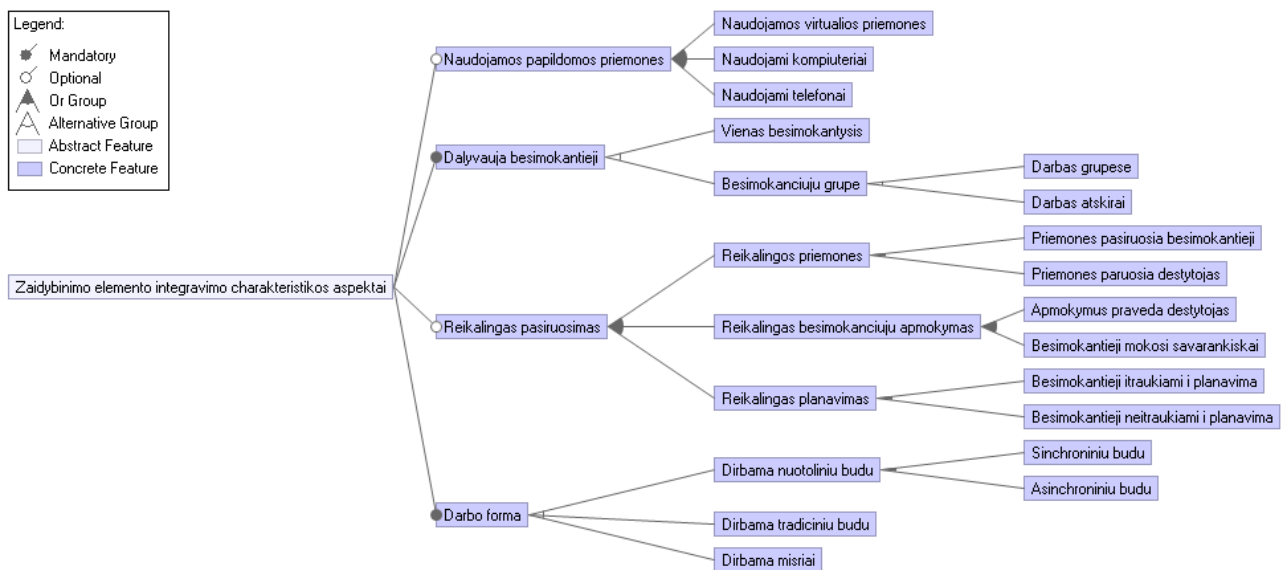 Legend:
Mandatory
Optional
Or Group
Alternative Group
Abstract Feature
Concrete Feature
Zaidybinimo elemento integravimo charakteristikos aspektai
Naudojamos papildomos priemones
Naudojamos virtualios priemones
Naudojami kompiuteriai
Naudojami telefonai
Dalyvauja besimokantieji
Vienas besimokantysis
Besimokanciuju grupe
Darbas grupese
Darbas atskirai
Reikalingas pasiruosimas
Reikalingos priemones
Priemones pasiruosia besimokantieji
Priemones paruosia destytojas
Reikalingas besimokanciuju apmokymas
Apmokymus praveda destytojas
Besimokantieji mokosi savarankiskai
Reikalingas planavimas
Besimokantieji itraukiami i planavima
Besimokantieji neitraukiami i planavima
Darbo forma
Dirbama nuotoliniu budu
Sinchroniniu budu
Asinchroniniu budu
Dirbama tradiciniu budu
Dirbama misriai